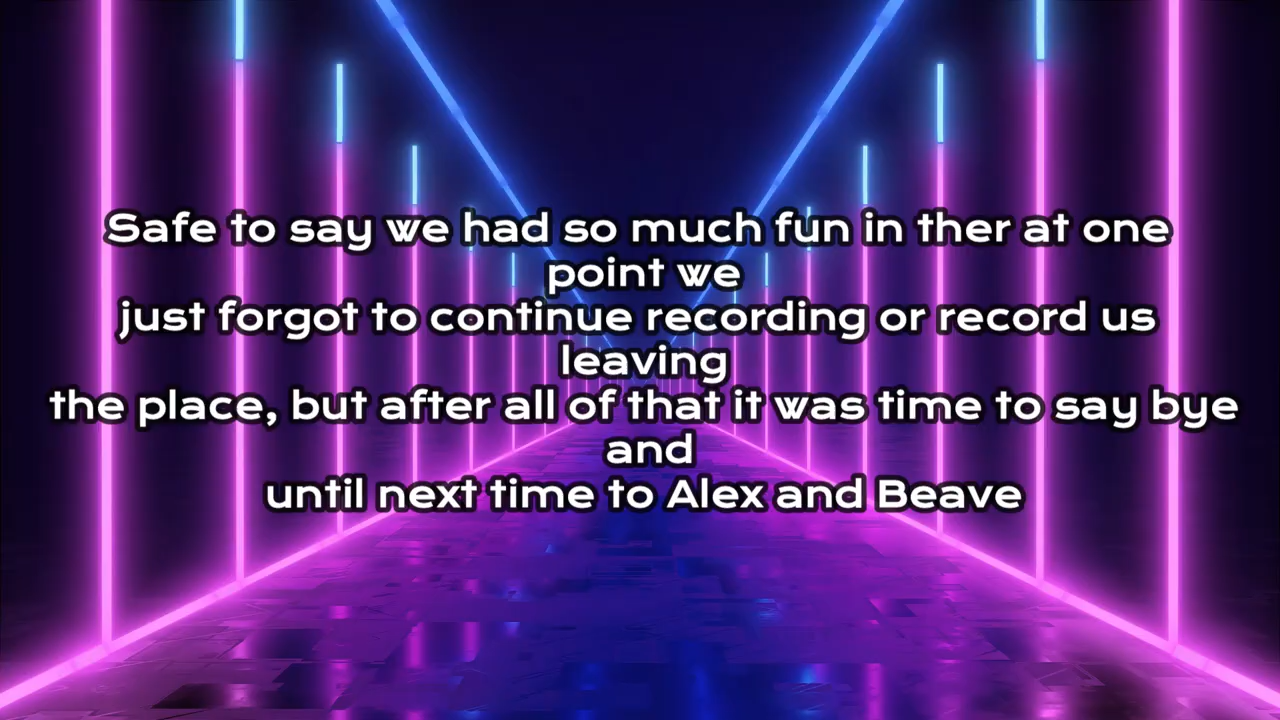 Safe to say we had so much fun in ther at one
point we
just forgot to continue recording or record us
leaving
the place, but after all of that it was time to say bye
and
until next time to Alex and Beave